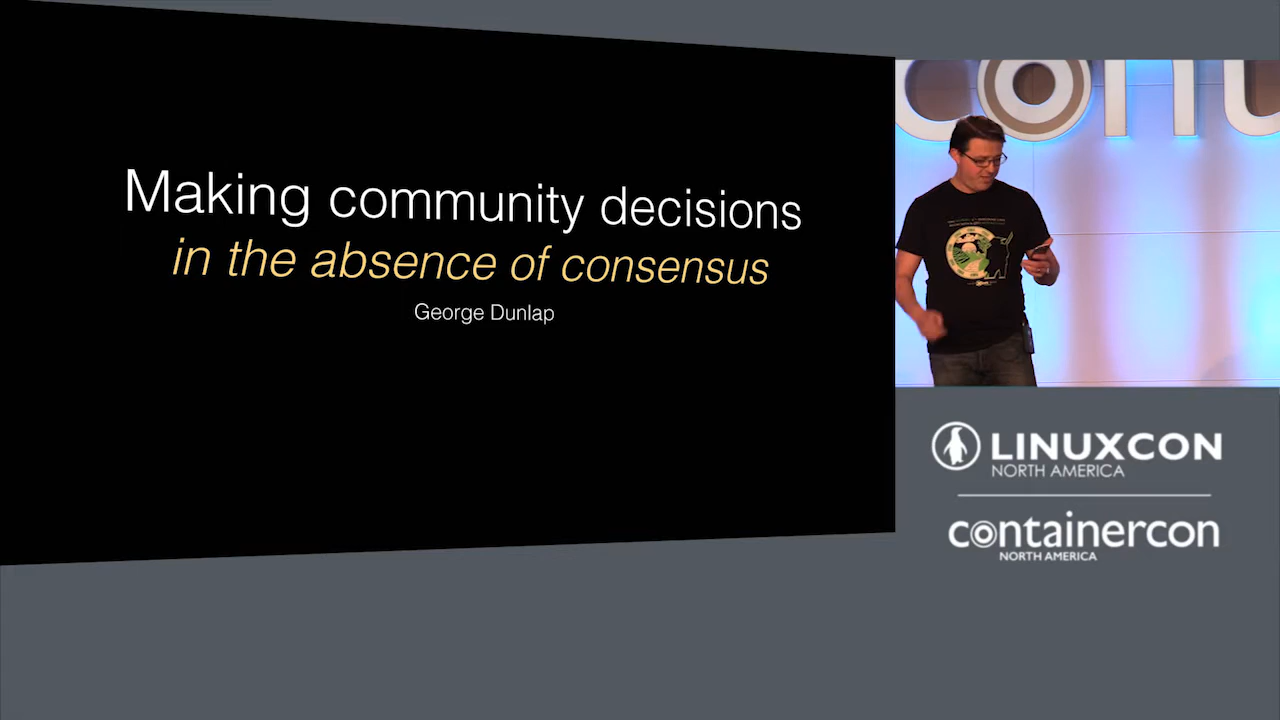 Making community decisions
in the absence of consensus
George Dunlap
LINUXCON
NORTH AMERICA
containercon
NORTH AMERICA